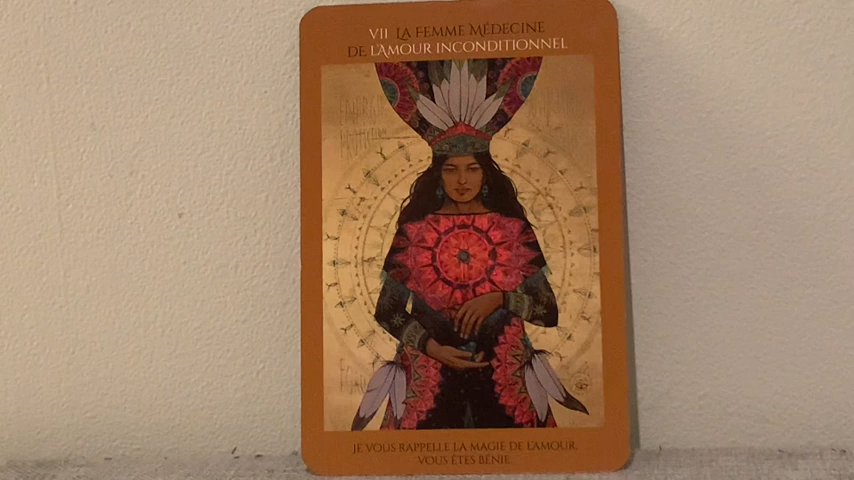 VII LA FEMME MÉDECINE
DE L'AMOUR INCONDITIONNEL
JE VOUS RAPPELLE LA MAGIE DE L'AMOUR,
VOUS ÊTES BÉNIE